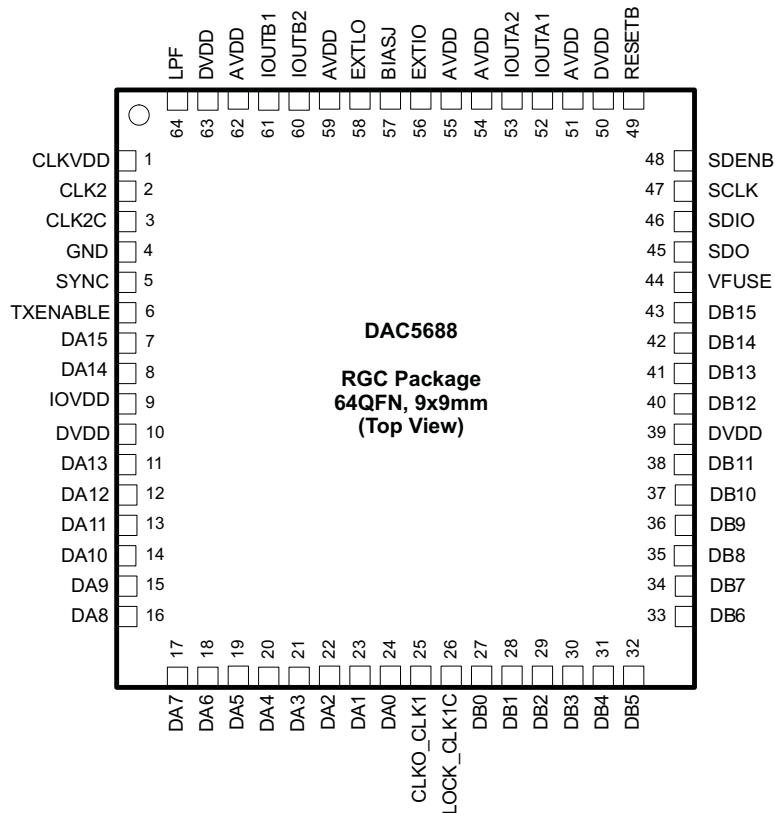 LPF
DVDD
AVDD
IOUTB1
IOUTB2
AVDD
EXTLO
BIASJ
EXTIO
AVDD
AVDD
IOUTA2
IOUTA1
AVDD
DVDD
RESETB
64
63
62
61
60
59
58
57
56
55
54
53
52
51
50
49
CLKVDD 1
CLK2 2
CLK2C 3
GND 4
SYNC 5
TXENABLE 6
DA15 7
DA14 8
IOVDD 9
DVDD 10
DA13 11
DA12 12
DA11 13
DA10 14
DA9 15
DA8 16
DAC5688
RGC Package
64QFN, 9x9mm
(Top View)
48 SDENB
47 SCLK
46 SDIO
45 SDO
44 VFUSE
43 DB15
42 DB14
41 DB13
40 DB12
39 DVDD
38 DB11
37 DB10
36 DB9
35 DB8
34 DB7
33 DB6
17
18
19
20
21
22
23
24
25
26
27
28
29
30
31
32
DA7
DA6
DA5
DA4
DA3
DA2
DA1
DA0
CLKO_CLK1
LOCK_CLK1C
DB0
DB1
DB2
DB3
DB4
DB5